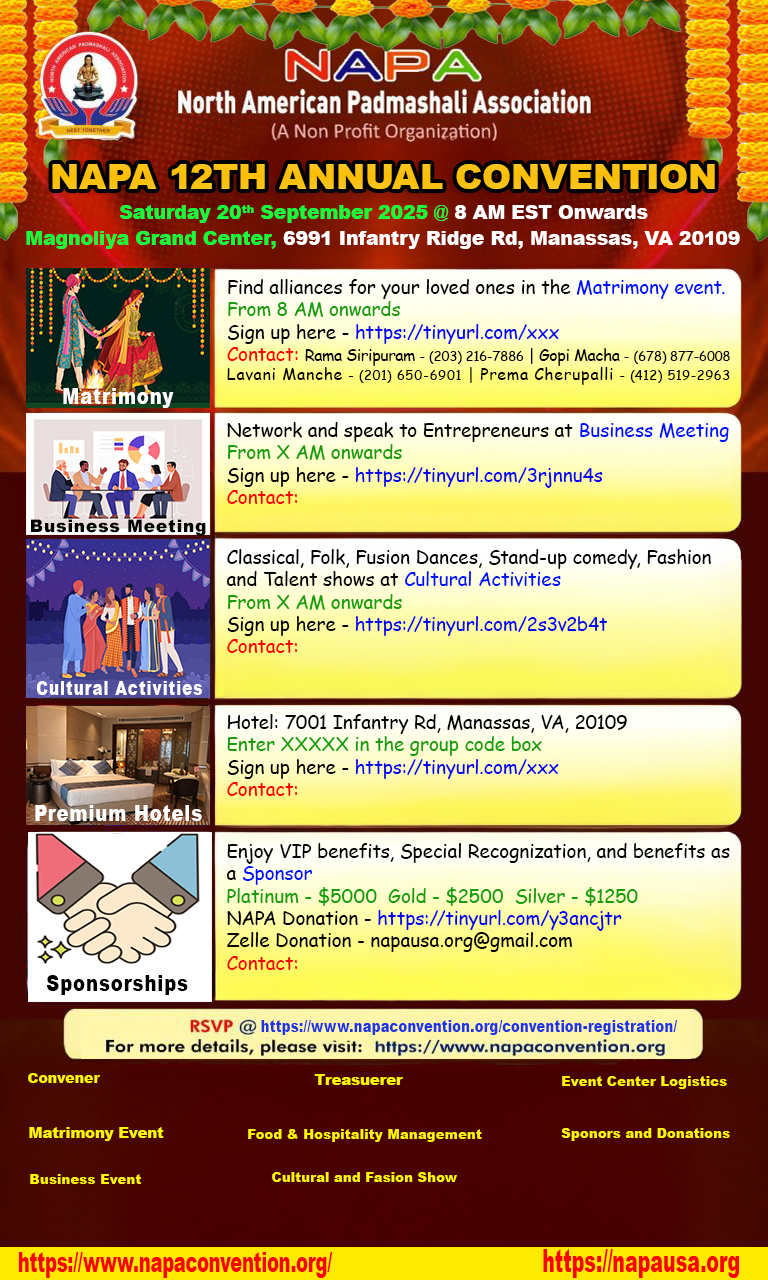 NORTH AMERICAN PADMASHALI ASSOCIATION
NEST TOGETHER
NAPA
North American Padmashali Association
(A Non Profit Organization)
NAPA 12TH ANNUAL CONVENTION
Saturday 20th September 2025 @ 8 AM EST Onwards
Magnoliya Grand Center, 6991 Infantry Ridge Rd, Manassas, VA 20109
Matrimony
Find alliances for your loved ones in the Matrimony event.
From 8 AM onwards
Sign up here - https://tinyurl.com/xxx
Contact: Rama Siripuram - (203) 216-7886 | Gopi Macha - (678) 877-6008
Lavani Manche - (201) 650-6901 | Prema Cherupalli - (412) 519-2963
Business Meeting
Network and speak to Entrepreneurs at Business Meeting
From X AM onwards
Sign up here - https://tinyurl.com/3rjnnu4s
Contact:
Cultural Activities
Classical, Folk, Fusion Dances, Stand-up comedy, Fashion
and Talent shows at Cultural Activities
From X AM onwards
Sign up here - https://tinyurl.com/2s3v2b4t
Contact:
Premium Hotels
Hotel: 7001 Infantry Rd, Manassas, VA, 20109
Enter XXXXX in the group code box
Sign up here - https://tinyurl.com/xxx
Contact:
Sponsorships
Enjoy VIP benefits, Special Recognization, and benefits as
a Sponsor
Platinum - $5000 Gold - $2500 Silver - $1250
NAPA Donation - https://tinyurl.com/y3ancjtr
Zelle Donation - napausa.org@gmail.com
Contact:
RSVP @ https://www.napaconvention.org/convention-registration/
For more details, please visit: https://www.napaconvention.org
Convener
Treasuerer
Event Center Logistics
Matrimony Event
Food & Hospitality Management
Sponors and Donations
Business Event
Cultural and Fasion Show
https://www.napaconvention.org/
https://napausa.org